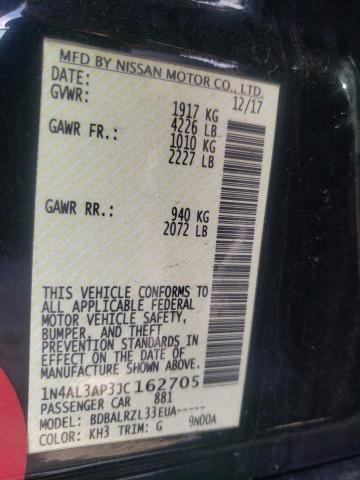 MFD BY NISSAN MOTOR CO., LTD.
DATE: 12/17
GVWR: 1917 KG
4226 LB
GAWR FR.: 1010 KG
2227 LB
GAWR RR.: 940 KG
2072 LB
THIS VEHICLE CONFORMS TO
ALL APPLICABLE FEDERAL
MOTOR VEHICLE SAFETY,
BUMPER, AND THEFT
PREVENTION STANDARDS IN
EFFECT ON THE DATE OF
MANUFACTURE SHOWN ABOVE.
1N4AL3AP3JC162705
PASSENGER CAR 881
MODEL: BDBALRZL33EUA-----
COLOR: KH3 TRIM: G 9N00A